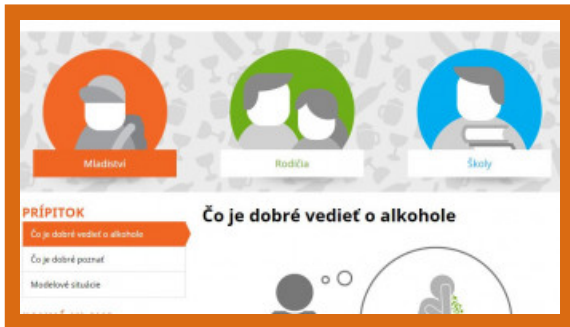 Mladiství
Rodičia
Školy
PRÍPITOK
Čo je dobré vedieť o alkohole
Čo je dobré poznať
Modelové situácie
Čo je dobré vedieť o alkohole